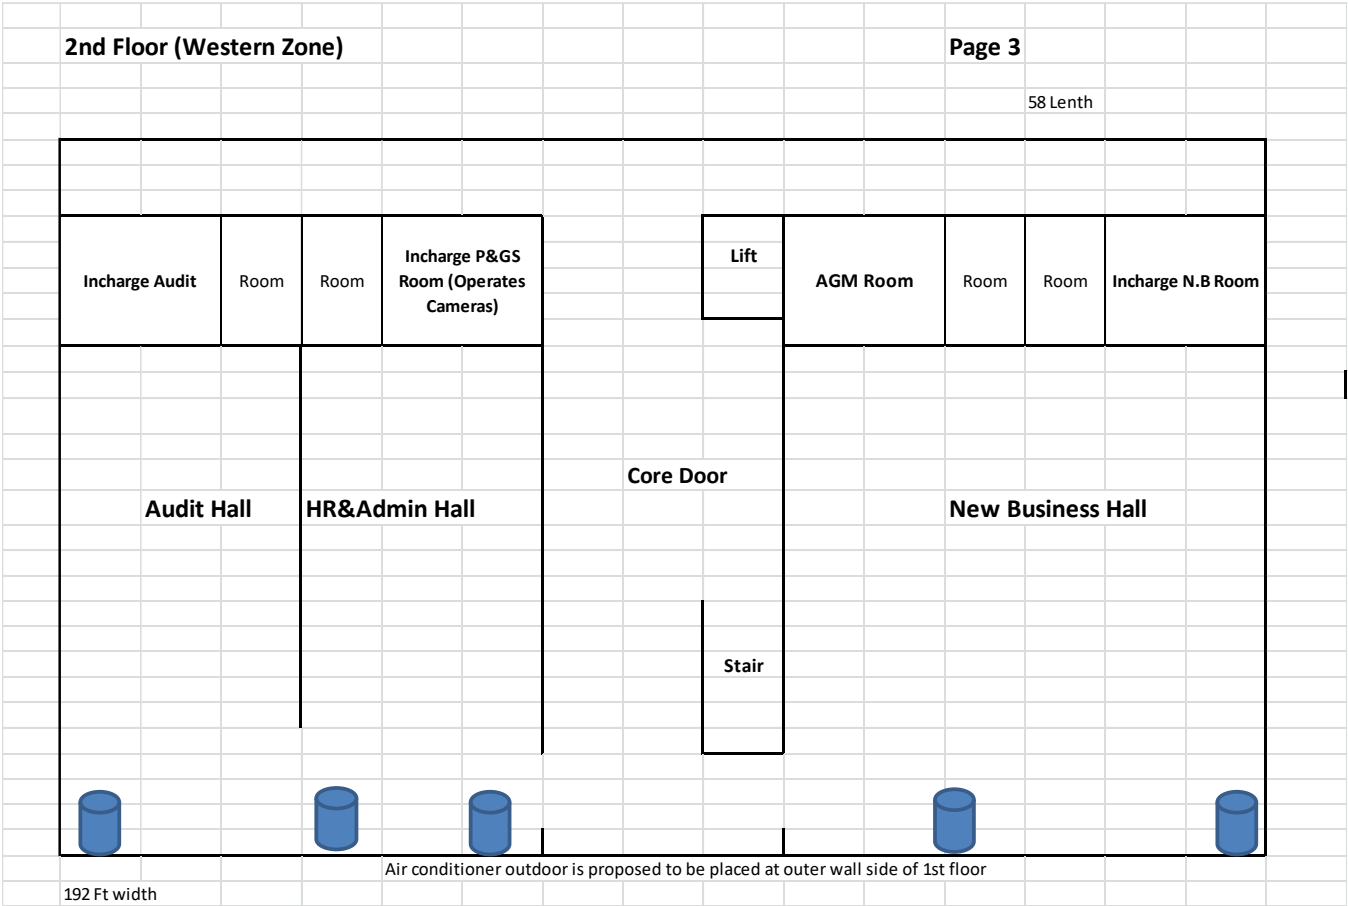 2nd Floor (Western Zone)
Page 3
58 Lenth
Incharge Audit
Room
Room
Incharge P&GS
Room (Operates
Cameras)
Lift
AGM Room
Room
Room
Incharge N.B Room
Core Door
Audit Hall
HR&Admin Hall
New Business Hall
Stair
Air conditioner outdoor is proposed to be placed at outer wall side of 1st floor
192 Ft width